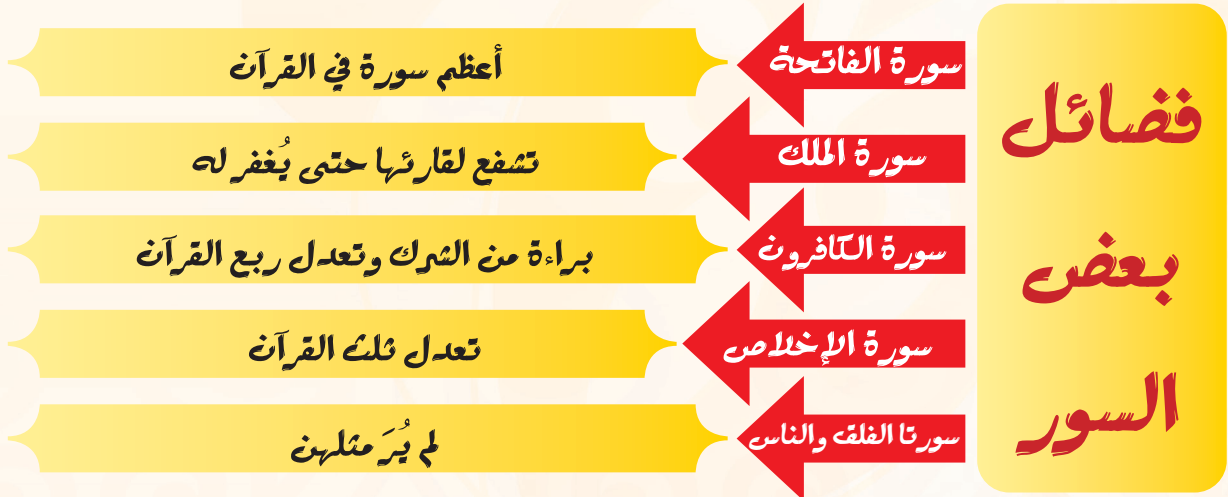 فضائل
بعض
السور
سورة الفاتحة
أعظم سورة في القرآن
سورة الملك
تشفع لقارئها حتى يُغفر له
سورة الكافرون
براءة من الشرك وتعدل ربع القرآن
سورة الإخلاص
تعدل ثلث القرآن
سورتا الفلق والناس
لم يُرَ مثلهن